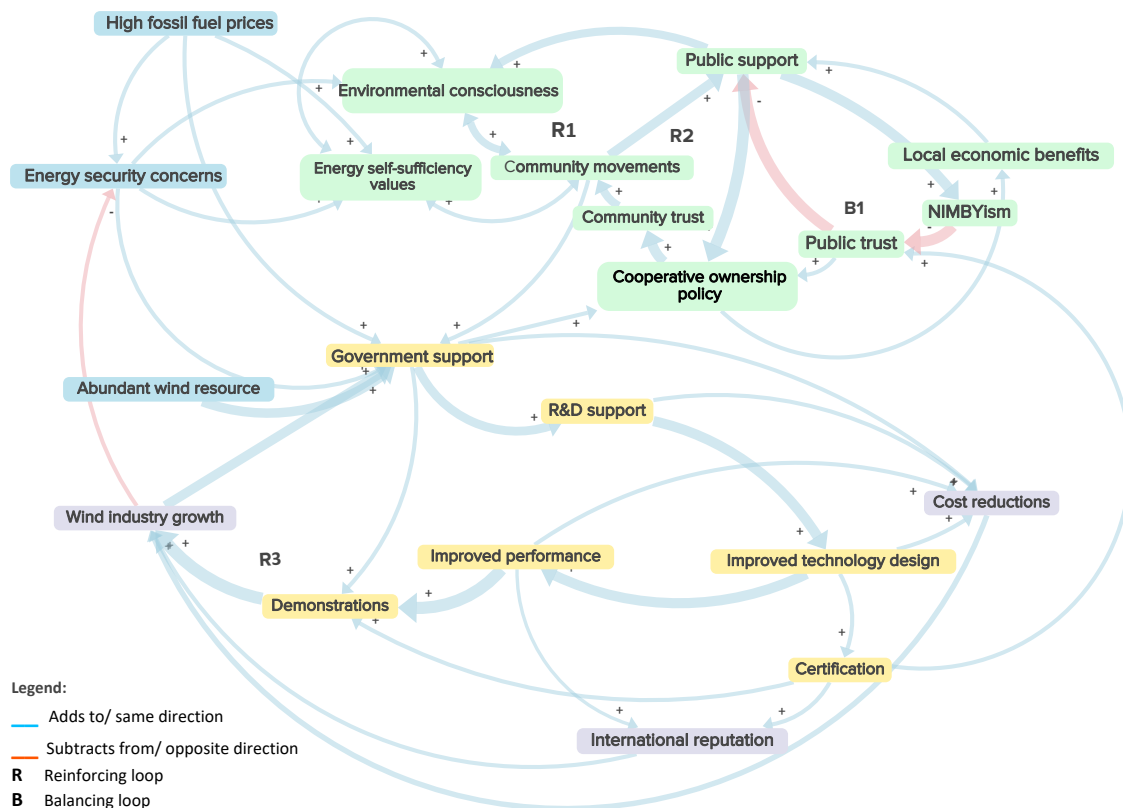 High fossil fuel prices
Public support
Environmental consciousness
R1
R2
Local economic benefits
Energy security concerns
Energy self-sufficiency
values
Community movements
Community trust
B1
NIMBYism
Public trust
Cooperative ownership
policy
Government support
Abundant wind resource
R&D support
Wind industry growth
Cost reductions
R3
Improved performance
Improved technology design
Demonstrations
Certification
International reputation
Legend:
Adds to/ same direction
Subtracts from/ opposite direction
R Reinforcing loop
B Balancing loop